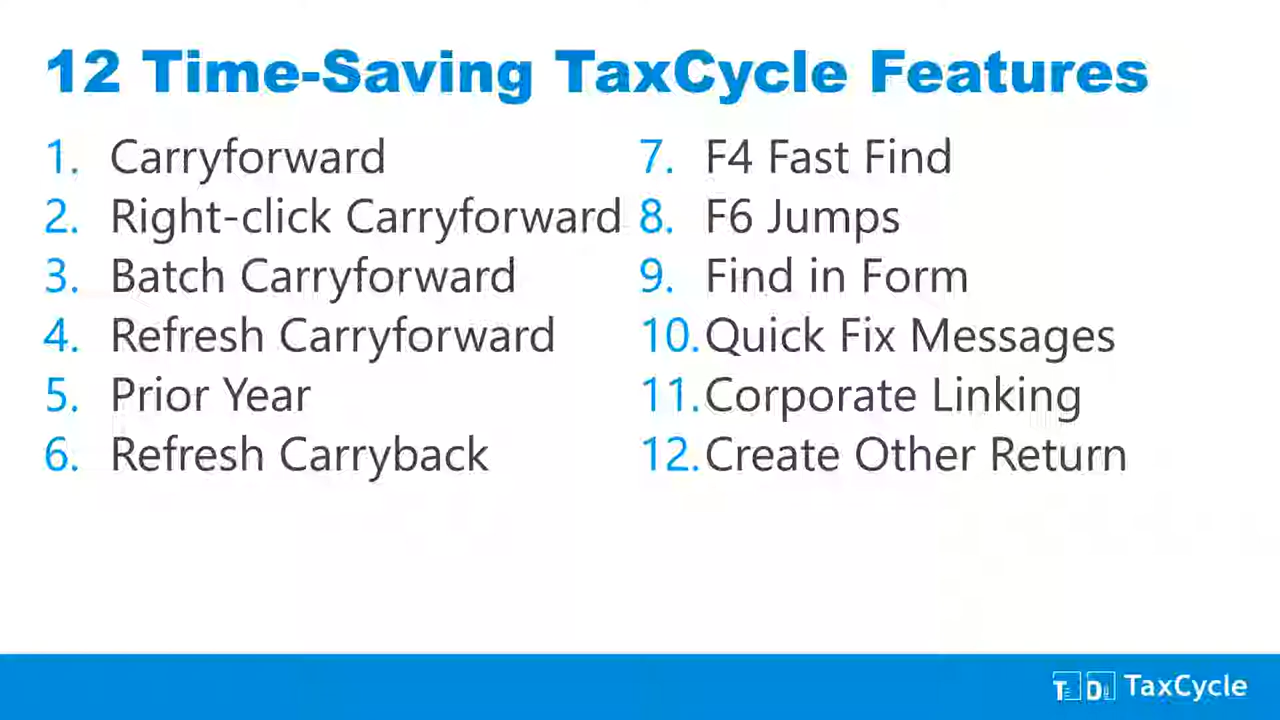 12 Time-Saving TaxCycle Features
1. Carryforward
2. Right-click Carryforward
3. Batch Carryforward
4. Refresh Carryforward
5. Prior Year
6. Refresh Carryback
7. F4 Fast Find
8. F6 Jumps
9. Find in Form
10. Quick Fix Messages
11. Corporate Linking
12. Create Other Return
TaxCycle